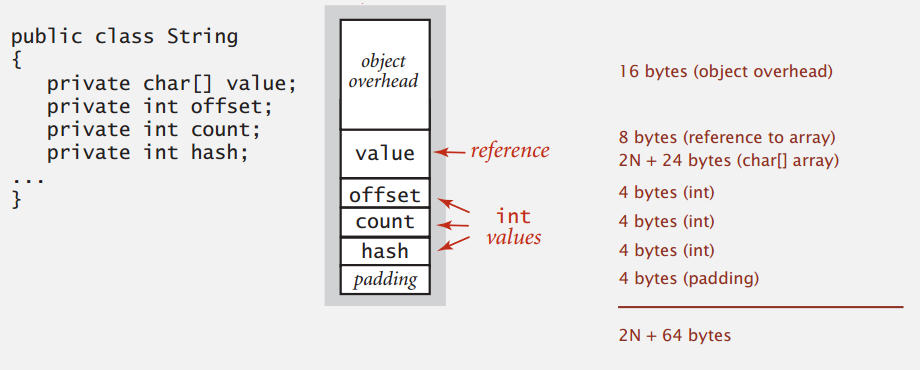 public class String
{
private char[] value;
private int offset;
private int count;
private int hash;
...
}
object
overhead
value
offset
count
hash
padding
reference
int
values
16 bytes (object overhead)
8 bytes (reference to array)
2N + 24 bytes (char[] array)
4 bytes (int)
4 bytes (int)
4 bytes (int)
4 bytes (padding)
2N + 64 bytes